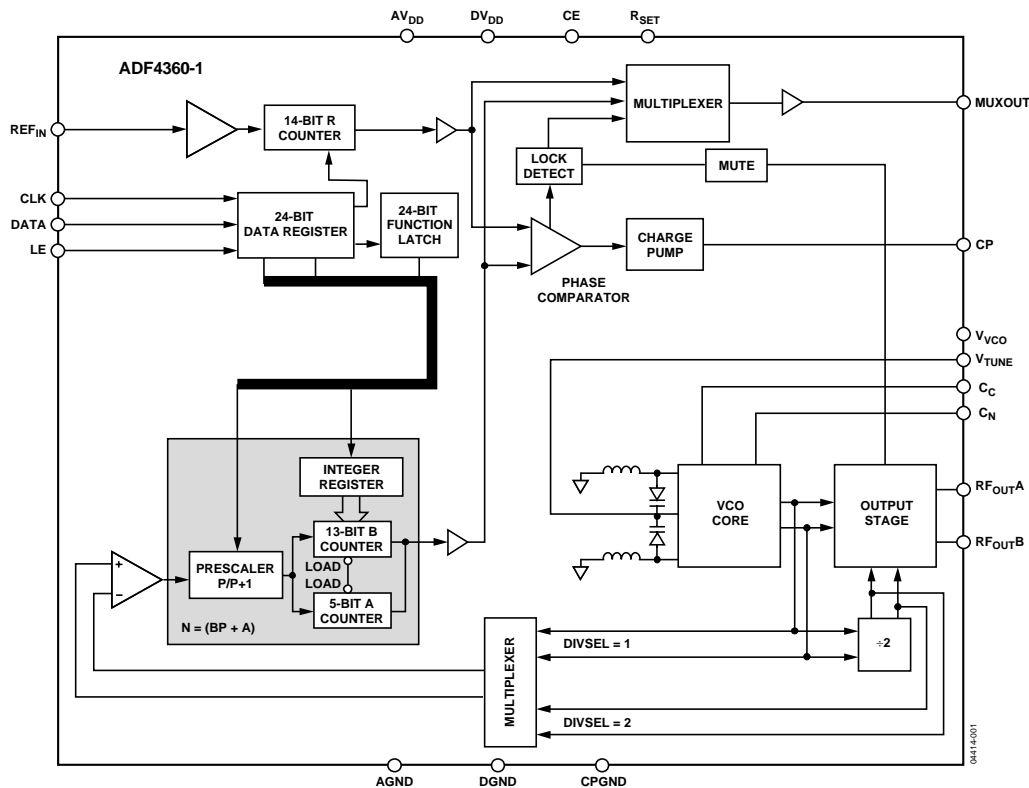 AVDD
DVDD
CE
RSET
ADF4360-1
REFIN
14-BIT R
COUNTER
MULTIPLEXER
MUXOUT
LOCK
DETECT
MUTE
CLK
DATA
LE
24-BIT
DATA REGISTER
24-BIT
FUNCTION
LATCH
CHARGE
PUMP
CP
PHASE
COMPARATOR
VVCO
VTUNE
CC
CN
INTEGER
REGISTER
13-BIT B
COUNTER
LOAD
LOAD
5-BIT A
COUNTER
PRESCALER
P/P+1
+
−
N = (BP + A)
VCO
CORE
OUTPUT
STAGE
RFOUTA
RFOUTB
MULTIPLEXER
DIVSEL = 1
DIVSEL = 2
÷2
AGND
DGND
CPGND
04414-001